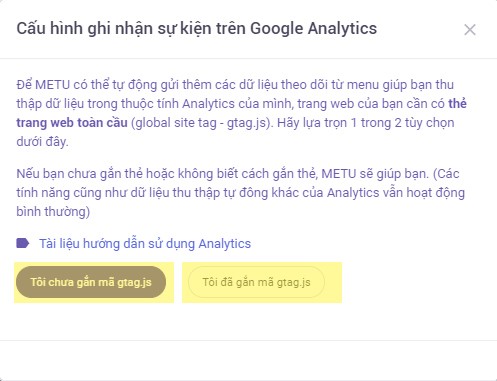 Cấu hình ghi nhận sự kiện trên Google Analytics
Để METU có thể tự động gửi thêm các dữ liệu theo dõi từ menu giúp bạn thu
thập dữ liệu trong thuộc tính Analytics của mình, trang web của bạn cần có thẻ
trang web toàn cầu (global site tag - gtag.js). Hãy lựa trọn 1 trong 2 tùy chọn
dưới đây.
Nếu bạn chưa gắn thẻ hoặc không biết cách gắn thẻ, METU sẽ giúp bạn. (Các
tính năng cũng như dữ liệu thu thập tự đông khác của Analytics vẫn hoạt động
bình thường)
Tài liệu hướng dẫn sử dụng Analytics
Tôi chưa gắn mã gtag.js
Tôi đã gắn mã gtag.js